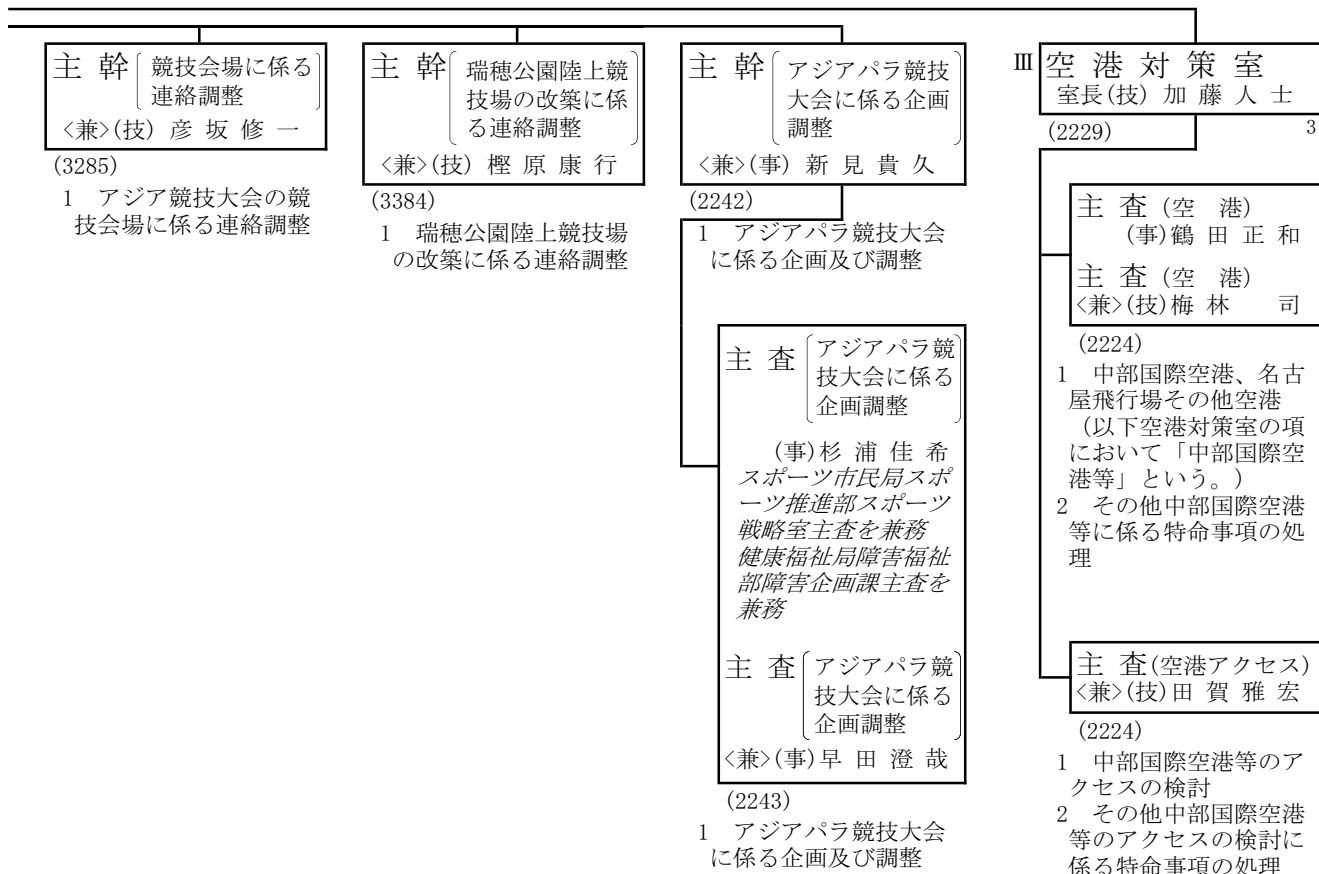 主 幹 競技会場に係る
連絡調整
<兼>(技) 彦 坂 修 一
(3285)
1 アジア競技大会の競
技会場に係る連絡調整
主 幹 瑞穂公園陸上競
技場の改築に係
る連絡調整
<兼>(技) 樫 原 康 行
(3384)
1 瑞穂公園陸上競技場
の改築に係る連絡調整
主 幹 アジアパラ競技
大会に係る企画
調整
<兼>(事) 新 見 貴 久
(2242)
1 アジアパラ競技大会
に係る企画及び調整
主 査 アジアパラ競
技大会に係る
企画調整
(事)杉 浦 佳 希
スポーツ市民局スポ
ーツ推進部スポーツ
戦略室主査を兼務
健康福祉局障害福祉
部障害企画課主査を
兼務
主 査 アジアパラ競
技大会に係る
企画調整
<兼>(事)早 田 澄 哉
(2243)
1 アジアパラ競技大会
に係る企画及び調整
Ⅲ 空 港 対 策 室
室長(技) 加 藤 人 士
(2229) 3
主 査 (空 港)
(事)鶴 田 正 和
主 査 (空 港)
<兼>(技)梅 林 司
(2224)
1 中部国際空港、名古
屋飛行場その他空港
(以下空港対策室の項
において「中部国際空
港等」という。)
2 その他中部国際空港
等に係る特命事項の処
理
主 査(空港アクセス)
<兼>(技)田 賀 雅 宏
(2224)
1 中部国際空港等のア
クセスの検討
2 その他中部国際空港
等のアクセスの検討に
係る特命事項の処理